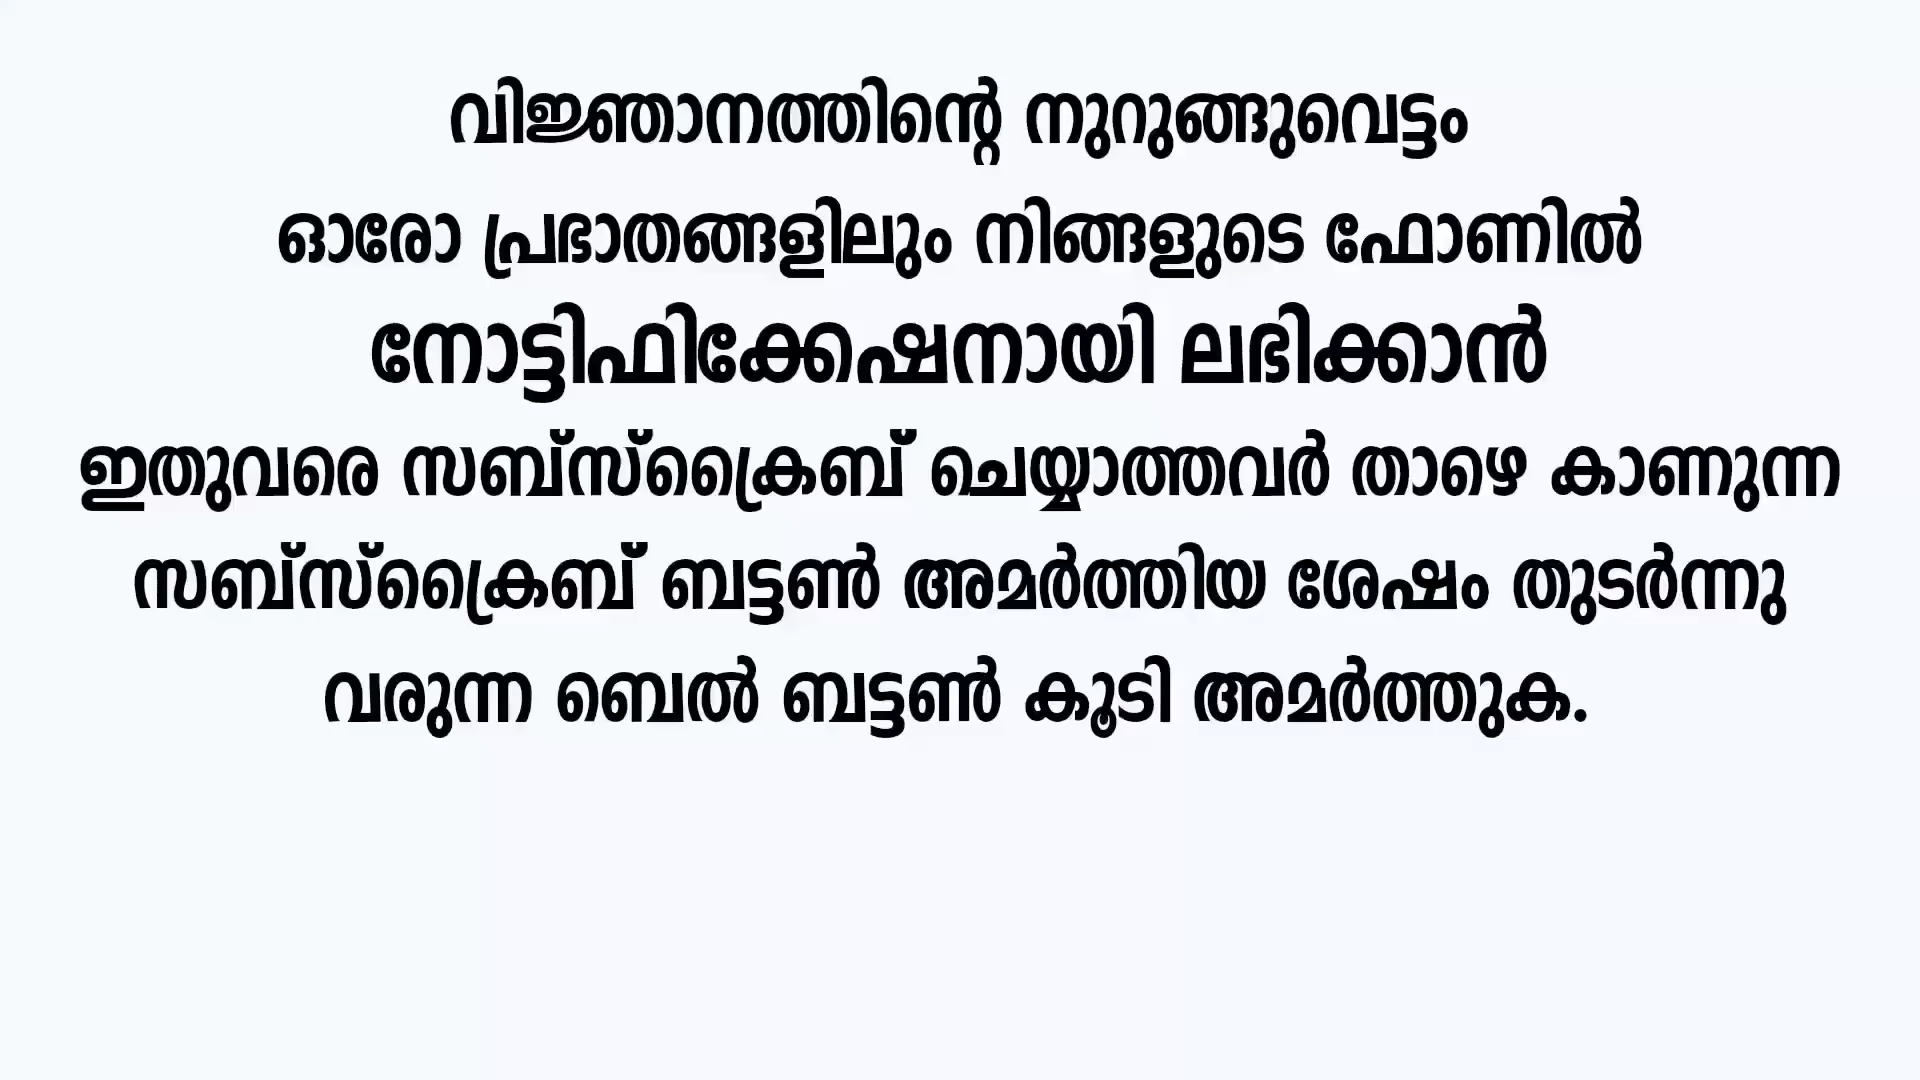 വിജ്ഞാനത്തിന്റെ നുറുങ്ങുവെട്ടം
ഓരോ പ്രഭാതങ്ങളിലും നിങ്ങളുടെ ഫോണിൽ
നോട്ടിഫിക്കേഷനായി ലഭിക്കാൻ
ഇതുവരെ സബ്സ്ക്രൈബ് ചെയ്യാത്തവർ താഴെ കാണുന്ന
സബ്സ്ക്രൈബ് ബട്ടൺ അമർത്തിയ ശേഷം തുടർന്നു
വരുന്ന ബെൽ ബട്ടൺ കൂടി അമർത്തുക.